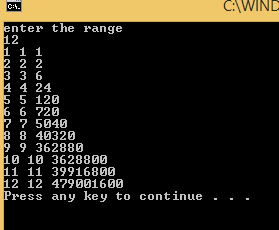 C:\WIND
enter the range
12
1 1 1
2 2 2
3 3 6
4 4 24
5 5 120
6 6 720
7 7 5040
8 8 40320
9 9 362880
10 10 3628800
11 11 39916800
12 12 479001600
Press any key to continue . . .